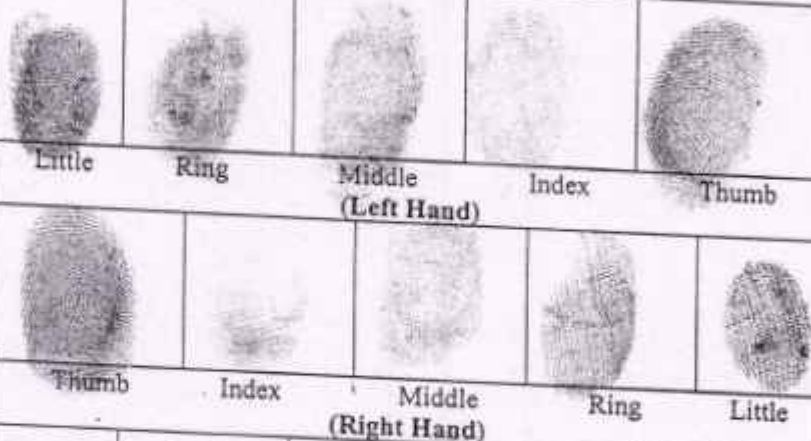 Little Ring Middle Index Thumb
(Left Hand)
Thumb Index Middle Ring Little
(Right Hand)